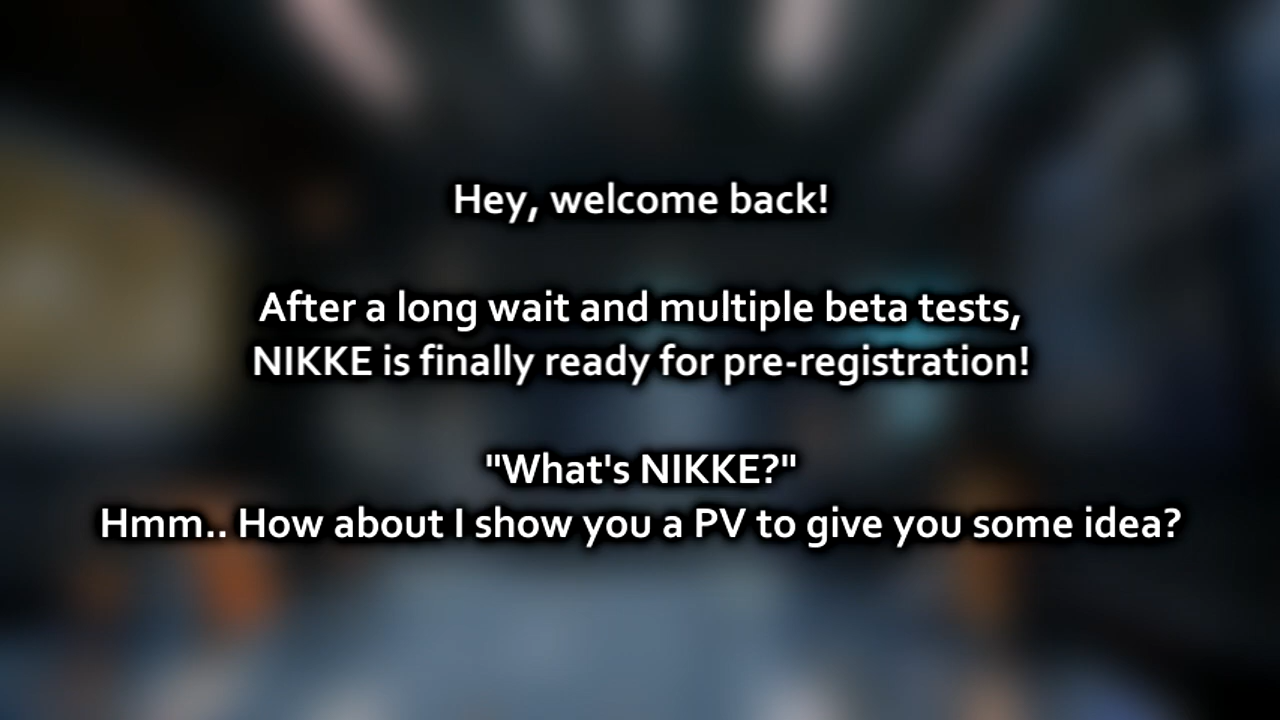 Hey, welcome back!
After a long wait and multiple beta tests,
NIKKE is finally ready for pre-registration!
"What's NIKKE?"
Hmm.. How about I show you a PV to give you some idea?